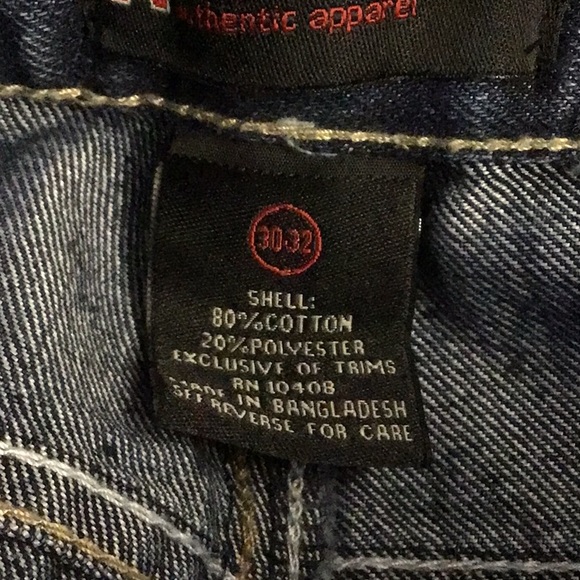 authentic apparel
30-32
SHELL:
80%COTTON
20%POLYESTER
EXCLUSIVE OF TRIMS
RN 10408
MADE IN BANGLADESH
SET REVERSE FOR CARE